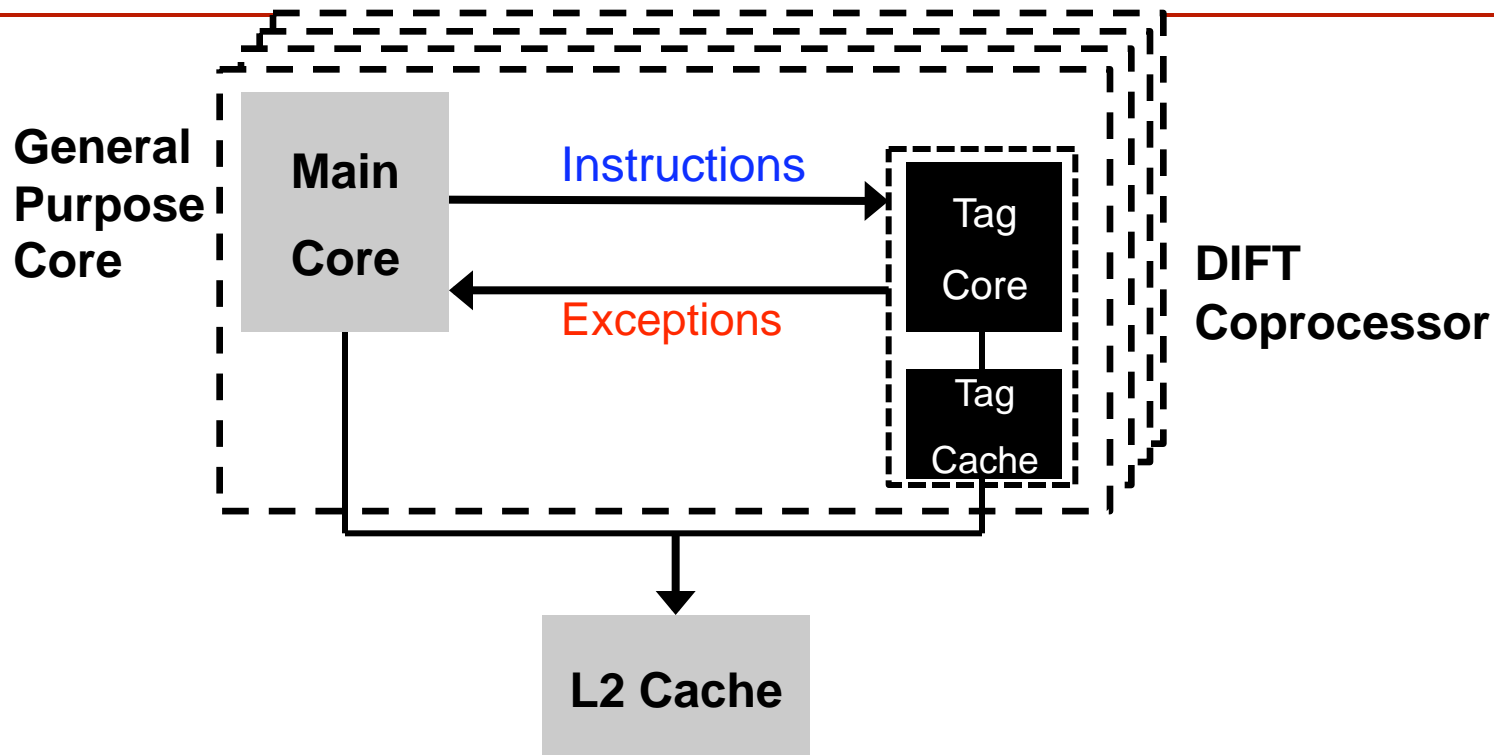 General
Purpose
Core
Main
Core
Instructions
Exceptions
Tag
Core
Tag
Cache
DIFT
Coprocessor
L2 Cache